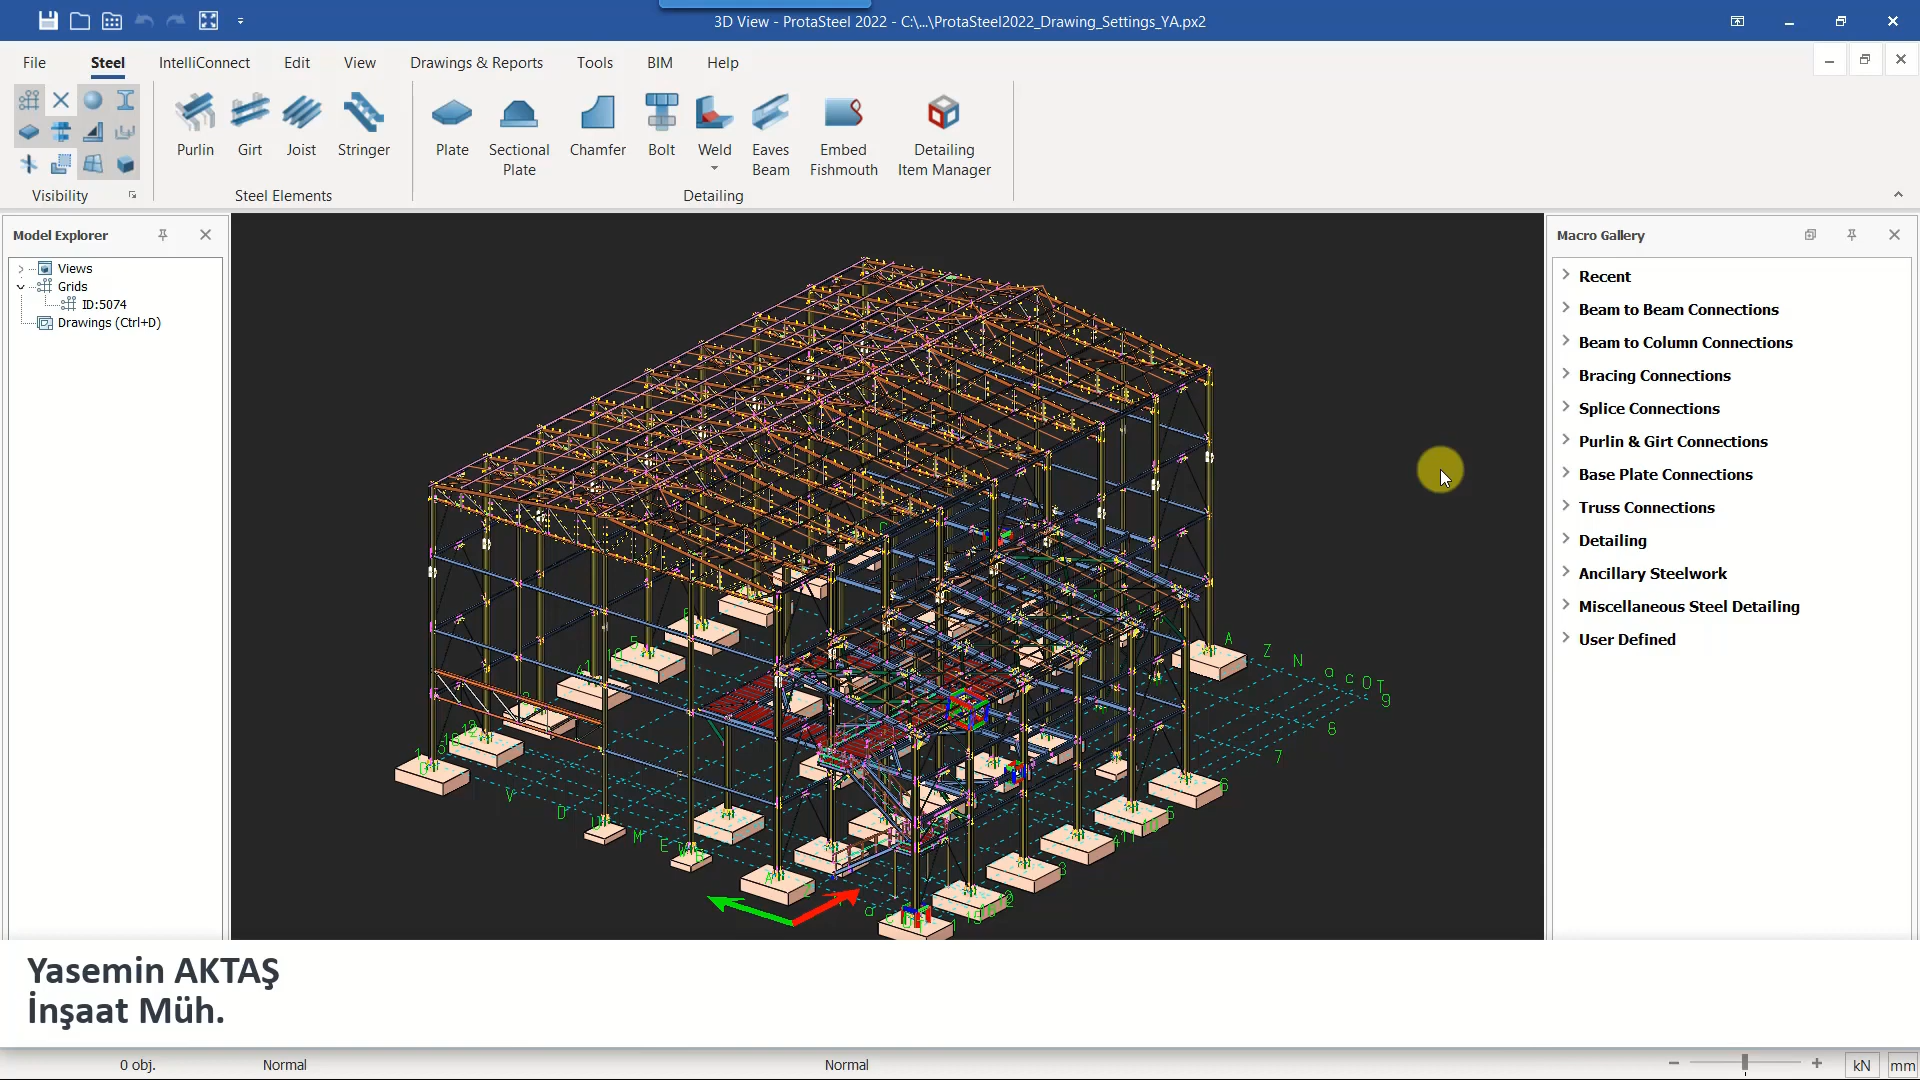 3D View - ProtaSteel 2022 - C:\...\ProtaSteel2022_Drawing_Settings_YA.px2
File Steel IntelliConnect Edit View Drawings & Reports Tools BIM Help
Purlin Girt Joist Stringer Plate Sectional Plate Chamfer Bolt Weld Eaves Beam Embed Fishmouth Detailing Item Manager
Visibility Steel Elements Detailing
Model Explorer
Views
Grids
ID:5074
Drawings (Ctrl+D)
Macro Gallery
Recent
Beam to Beam Connections
Beam to Column Connections
Bracing Connections
Splice Connections
Purlin & Girt Connections
Base Plate Connections
Truss Connections
Detailing
Ancillary Steelwork
Miscellaneous Steel Detailing
User Defined
A Z N a c O T
9
8
7
6
V D U M E
Yasemin AKTAŞ
İnşaat Müh.
0 obj. Normal Normal kN mm